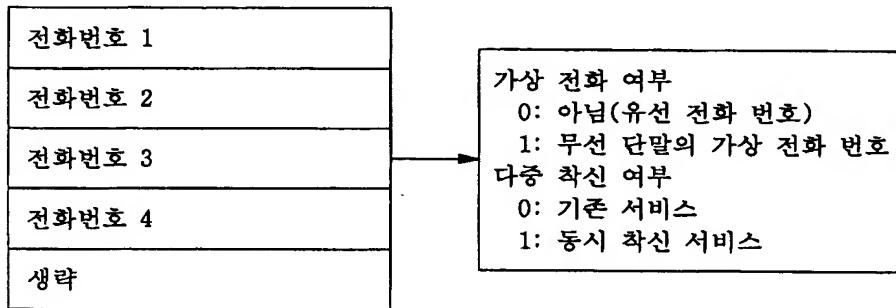 전화번호 1
전화번호 2
전화번호 3
전화번호 4
생략
가상 전화 여부
0: 아님(유선 전화 번호)
1: 무선 단말의 가상 전화 번호
다중 착신 여부
0: 기존 서비스
1: 동시 착신 서비스